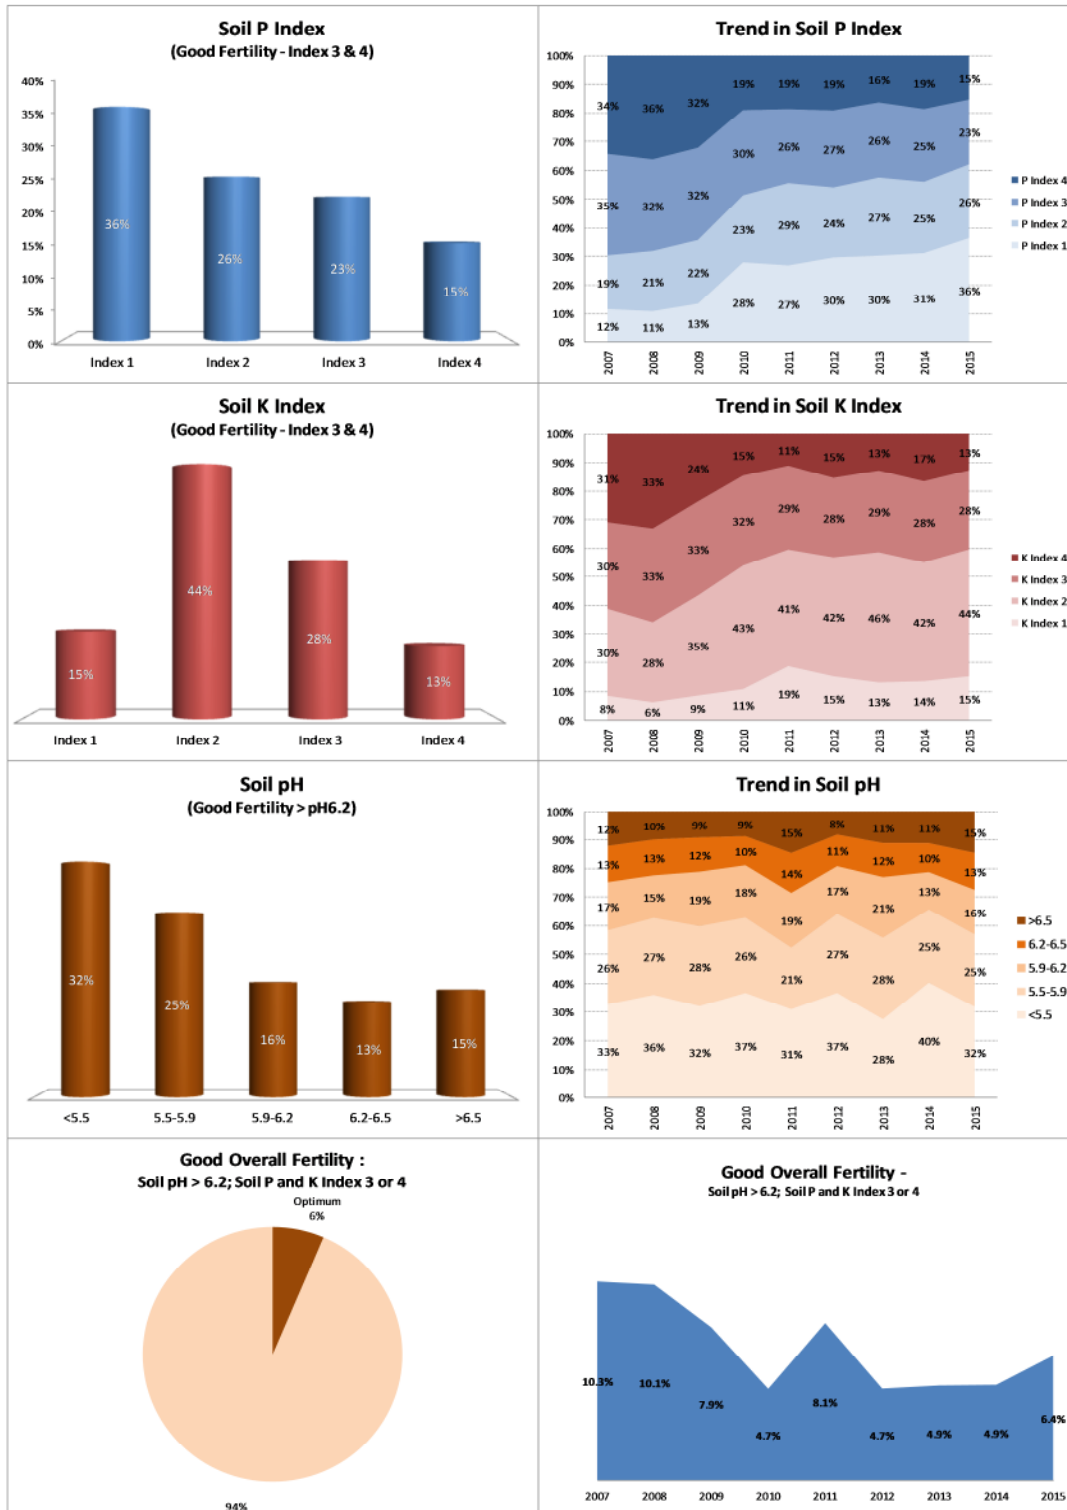 Soil P Index
(Good Fertility - Index 3 & 4)
40%
35%
30%
25%
20%
15%
10%
5%
0%
36%
26%
23%
15%
Index 1
Index 2
Index 3
Index 4
Trend in Soil P Index
100%
90%
80%
70%
60%
50%
40%
30%
20%
10%
0%
34% 36% 32% 19% 19% 19% 16% 19% 15%
35% 32% 32% 30% 26% 27% 26% 25% 23%
19% 21% 22% 23% 29% 24% 27% 25% 26%
12% 11% 13% 28% 27% 30% 30% 31% 36%
2007 2008 2009 2010 2011 2012 2013 2014 2015
P Index 4
P Index 3
P Index 2
P Index 1
Soil K Index
(Good Fertility - Index 3 & 4)
15%
44%
28%
13%
Index 1
Index 2
Index 3
Index 4
Trend in Soil K Index
100%
90%
80%
70%
60%
50%
40%
30%
20%
10%
0%
31% 33% 24% 15% 11% 15% 13% 17% 13%
30% 33% 33% 32% 29% 28% 29% 28% 28%
30% 28% 35% 43% 41% 42% 46% 42% 44%
8% 6% 9% 11% 19% 15% 13% 14% 15%
2007 2008 2009 2010 2011 2012 2013 2014 2015
K Index 4
K Index 3
K Index 2
K Index 1
Soil pH
(Good Fertility > pH6.2)
32%
25%
16%
13%
15%
<5.5
5.5-5.9
5.9-6.2
6.2-6.5
>6.5
Trend in Soil pH
100%
90%
80%
70%
60%
50%
40%
30%
20%
10%
0%
12% 10% 9% 9% 15% 8% 11% 11% 15%
13% 13% 12% 10% 14% 11% 12% 10% 13%
17% 15% 19% 18% 19% 17% 21% 13% 16%
26% 27% 28% 26% 21% 27% 28% 25% 25%
33% 36% 32% 37% 31% 37% 28% 40% 32%
2007 2008 2009 2010 2011 2012 2013 2014 2015
>6.5
6.2-6.5
5.9-6.2
5.5-5.9
<5.5
Good Overall Fertility :
Soil pH > 6.2; Soil P and K Index 3 or 4
Optimum
6%
94%
Good Overall Fertility -
Soil pH > 6.2; Soil P and K Index 3 or 4
10.3% 10.1% 7.9% 4.7% 8.1% 4.7% 4.9% 4.9% 6.4%
2007 2008 2009 2010 2011 2012 2013 2014 2015